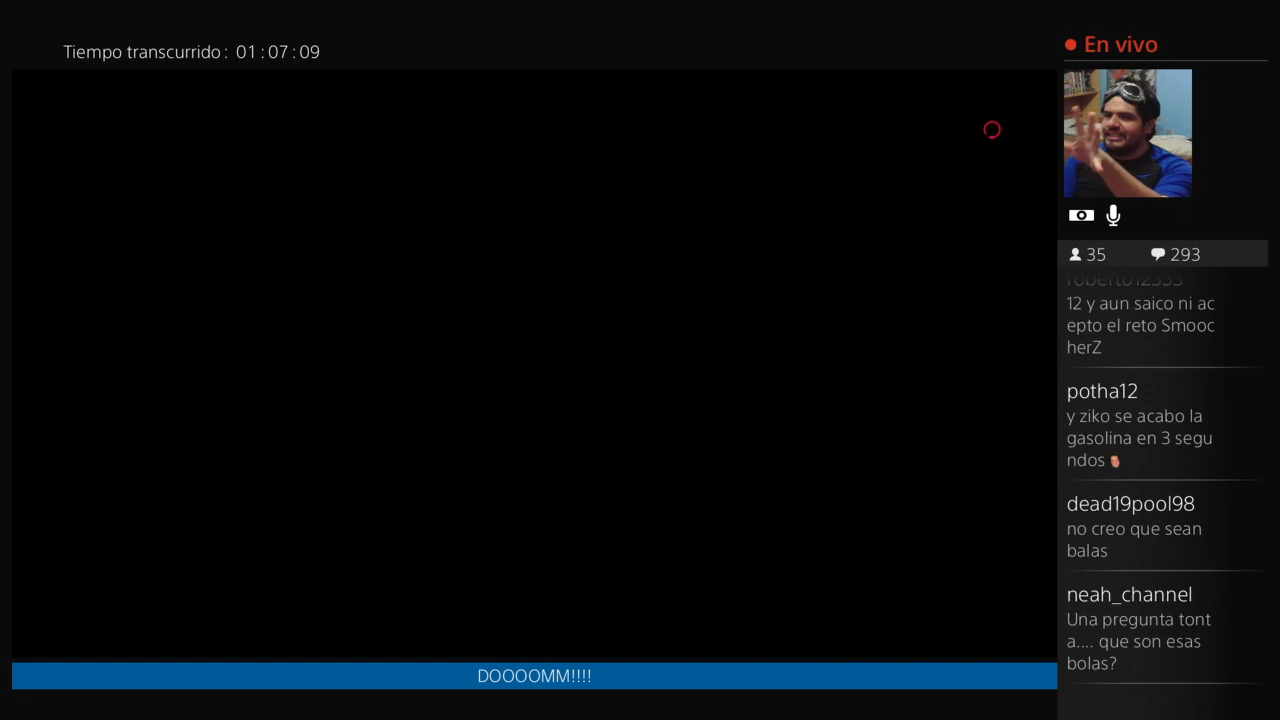 Tiempo transcurrido: 01:07:09
En vivo
35 293
roberto12353
12 y aun saico ni ac
epto el reto Smooc
herZ
potha12
y ziko se acabo la
gasolina en 3 segu
ndos
dead19pool98
no creo que sean
balas
neah_channel
Una pregunta tont
a.... que son esas
bolas?
DOOOOMM!!!!